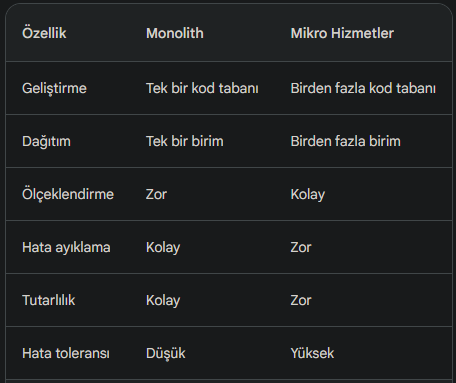 Özellik Monolith Mikro Hizmetler
Geliştirme Tek bir kod tabanı Birden fazla kod tabanı
Dağıtım Tek bir birim Birden fazla birim
Ölçeklendirme Zor Kolay
Hata ayıklama Kolay Zor
Tutarlılık Kolay Zor
Hata toleransı Düşük Yüksek